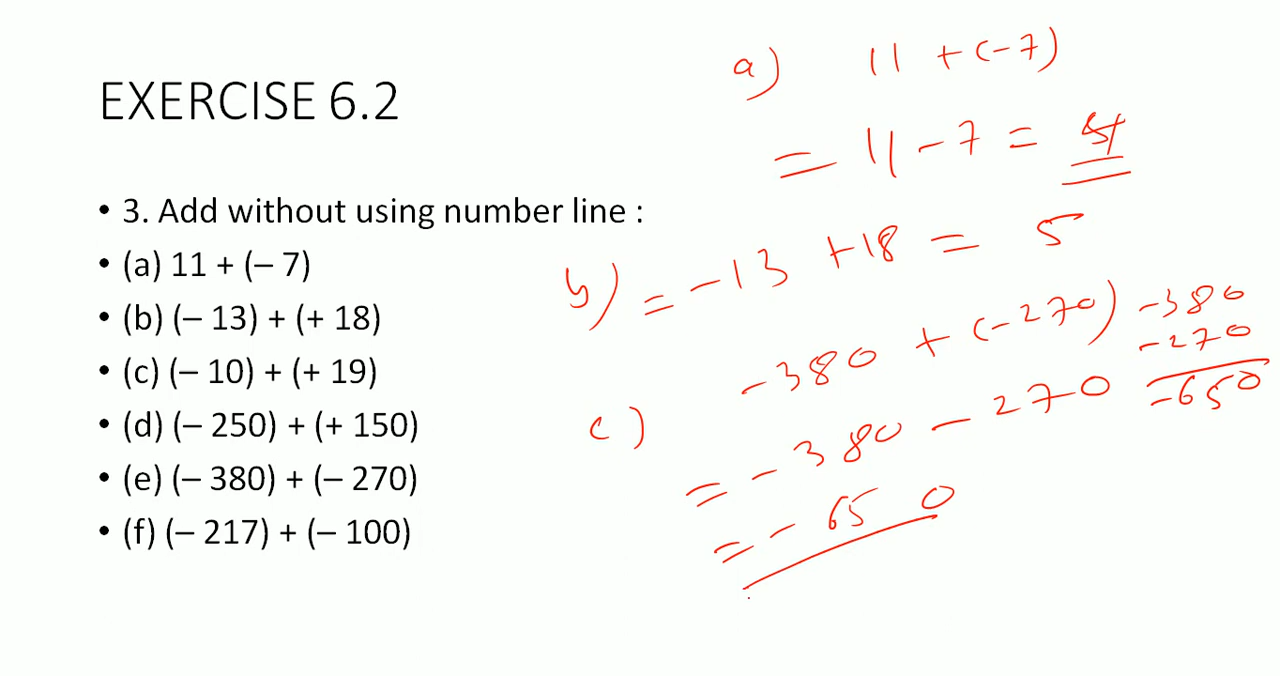 EXERCISE 6.2
• 3. Add without using number line :
• (a) 11 + (– 7)
• (b) (– 13) + (+ 18)
• (c) (– 10) + (+ 19)
• (d) (– 250) + (+ 150)
• (e) (– 380) + (– 270)
• (f) (– 217) + (– 100)
a) 11 + (-7)
= 11 - 7 = 4
b) = -13 +18 = 5
c) -380 + (-270)
= -380 - 270
= -650
-380
-270
-650